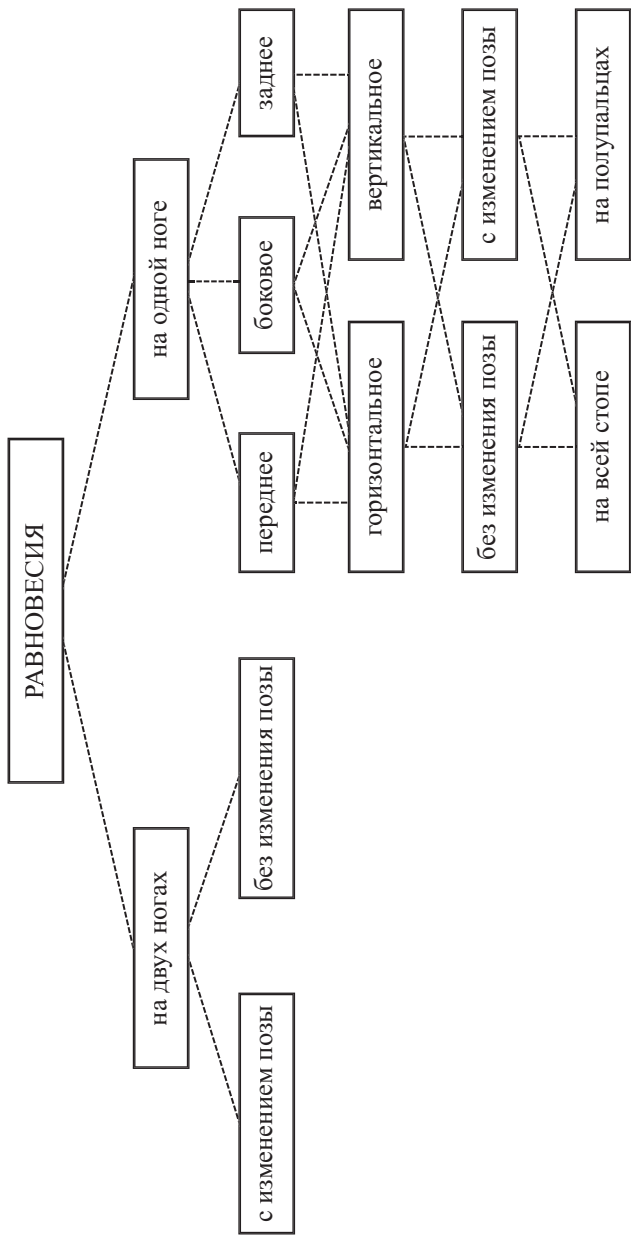 РАВНОВЕСИЯ
на двух ногах
на одной ноге
с изменением позы
без изменения позы
переднее
боковое
заднее
горизонтальное
вертикальное
без изменения позы
с изменением позы
на всей стопе
на полупальцах